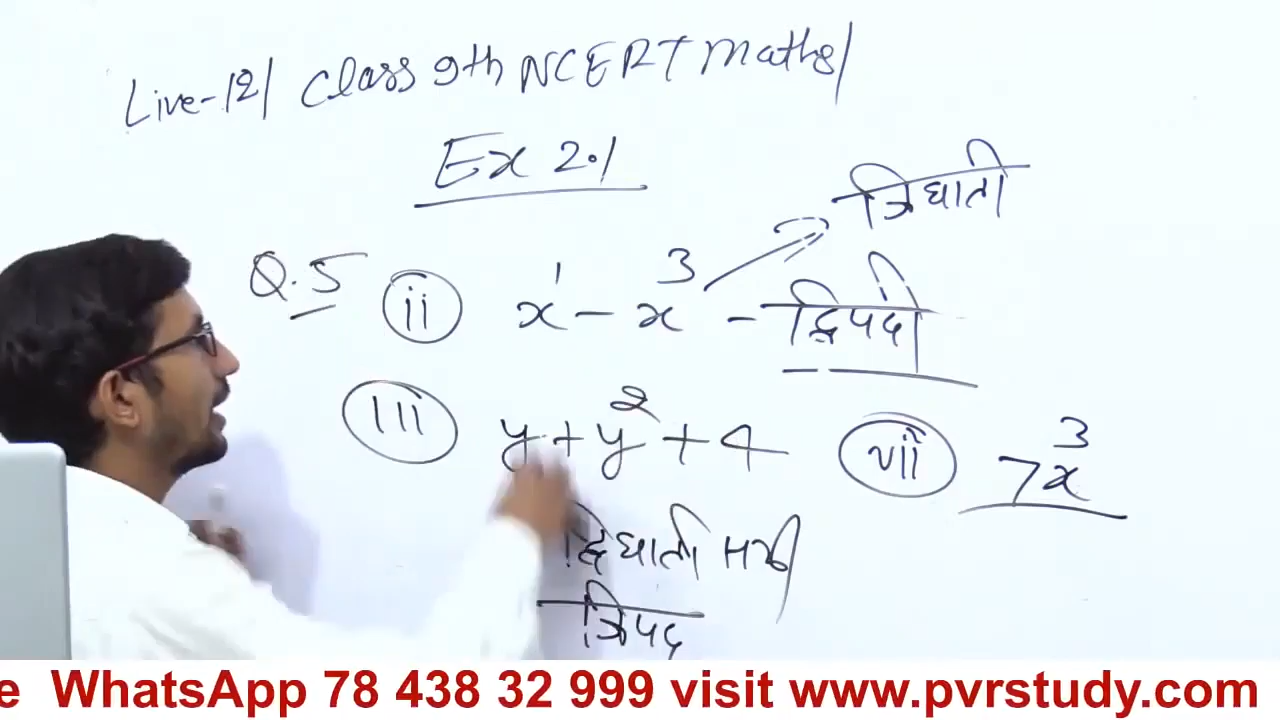 Live-12/ Class 9th NCERT Maths/
Ex 2.1
त्रिघाती
Q.5 (ii) x¹ - x³ - द्विपदी
(iii) y + y² + 4 (vii) 7x³
द्विघाती
त्रिपद
e WhatsApp 78 438 32 999 visit www.pvrstudy.com